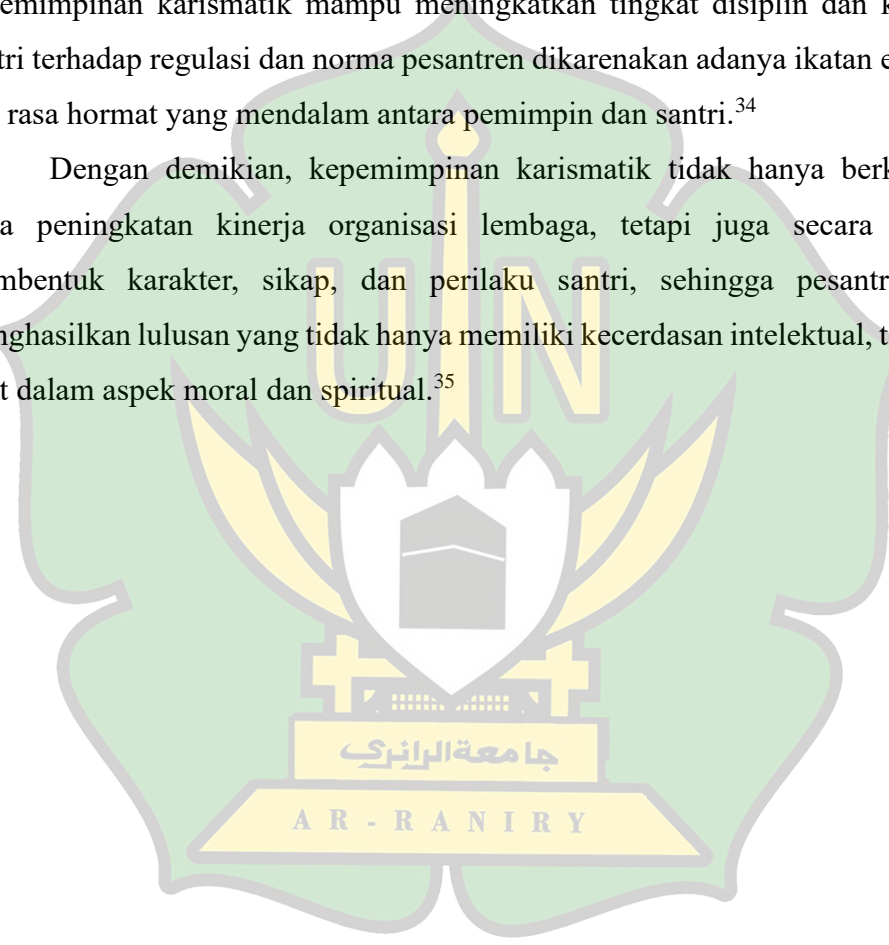 emimpinan karismatik mampu meningkatkan tingkat disiplin dan k
tri terhadap regulasi dan norma pesantren dikarenakan adanya ikatan e
rasa hormat yang mendalam antara pemimpin dan santri.34
Dengan demikian, kepemimpinan karismatik tidak hanya berk
a peningkatan kinerja organisasi lembaga, tetapi juga secara
mbentuk karakter, sikap, dan perilaku santri, sehingga pesantr
nghasilkan lulusan yang tidak hanya memiliki kecerdasan intelektual, t
t dalam aspek moral dan spiritual.35
UIN
جامعة الرانري
AR-RANIRY